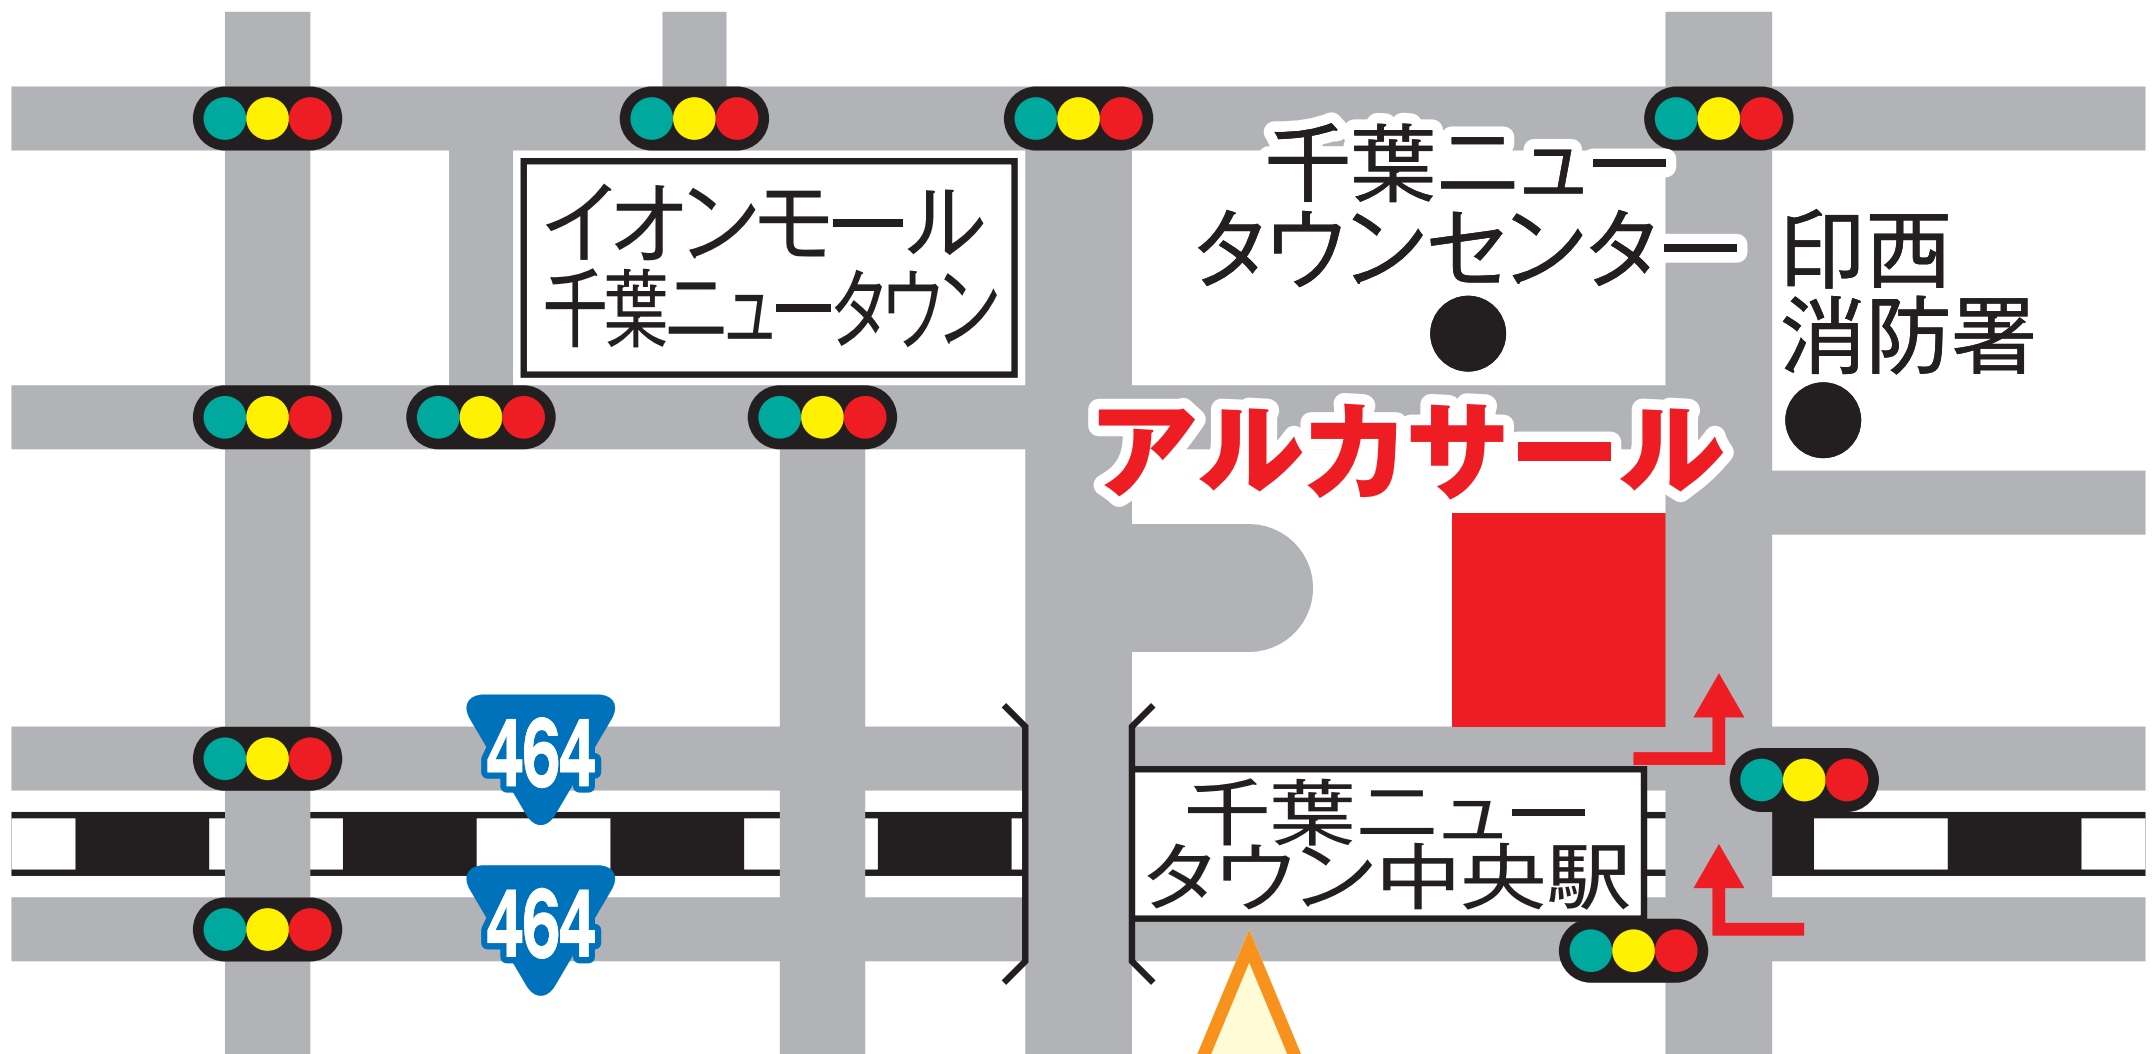 イオンモール
千葉ニュータウン
千葉ニュー
タウンセンター
印西
消防署
アルカサール
464
464
千葉ニュー
タウン中央駅